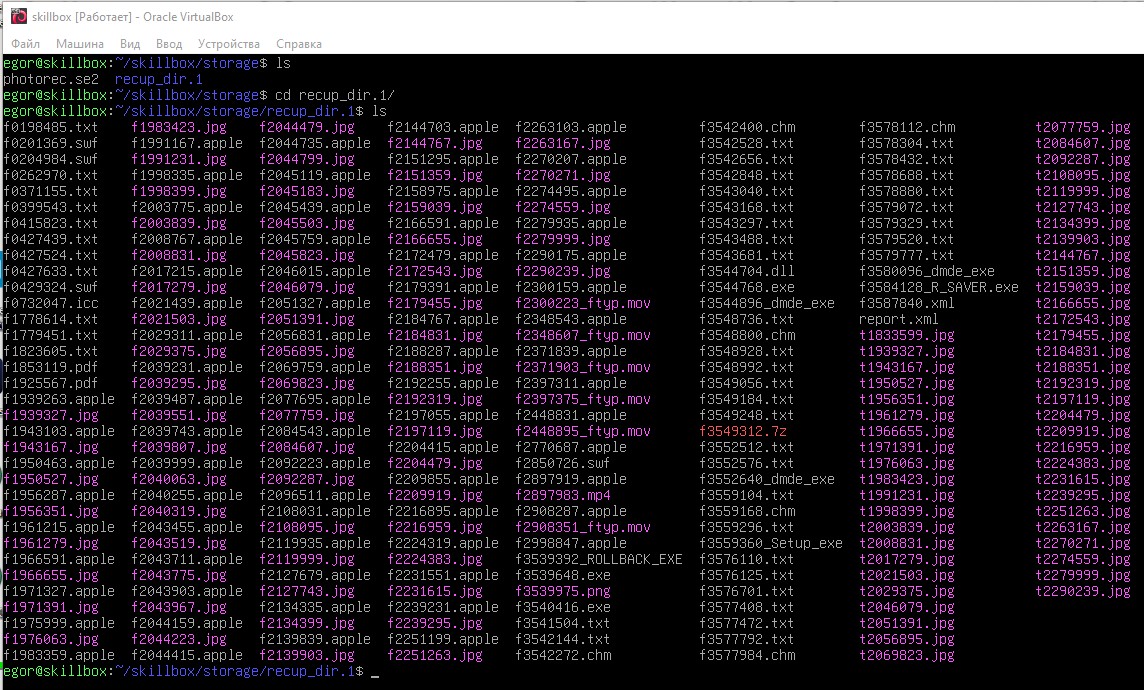 skillbox [Работает] - Oracle VirtualBox
Файл Машина Вид Ввод Устройства Справка
egor@skillbox:~/skillbox/storage$ ls
photorec.se2 recup_dir.1
egor@skillbox:~/skillbox/storage$ cd recup_dir.1/
egor@skillbox:~/skillbox/storage/recup_dir.1$ ls
f0198485.txt f1983423.jpg f2044479.jpg f2144703.apple f2263103.apple f3542400.chm f3578112.chm t2077759.jpg
f0201369.swf f1991167.apple f2044735.apple f2144767.jpg f2263167.jpg f3542528.txt f3578304.txt t2084607.jpg
f0204984.swf f1991231.jpg f2044799.jpg f2151295.apple f2270207.apple f3542656.txt f3578432.txt t2092287.jpg
f0262970.txt f1998335.apple f2045119.apple f2151359.jpg f2270271.jpg f3542848.txt f3578688.txt t2108095.jpg
f0371155.txt f1998399.jpg f2045183.jpg f2158975.apple f2274495.apple f3543040.txt f3578880.txt t2119999.jpg
f0399543.txt f2003775.apple f2045439.apple f2159039.jpg f2274559.jpg f3543168.txt f3579072.txt t2127743.jpg
f0415823.txt f2003839.jpg f2045503.jpg f2166591.apple f2279935.apple f3543297.txt f3579329.txt t2134399.jpg
f0427439.txt f2008767.apple f2045759.apple f2166655.jpg f2279999.jpg f3543488.txt f3579520.txt t2139903.jpg
f0427524.txt f2008831.jpg f2045823.jpg f2172479.apple f2290175.apple f3543681.txt f3579777.txt t2144767.jpg
f0427633.txt f2017215.apple f2046015.apple f2172543.jpg f2290239.jpg f3544704.dll f3580096_dmde_exe t2151359.jpg
f0429324.swf f2017279.jpg f2046079.jpg f2179391.apple f2300159.apple f3544768.exe f3584128_R_SAVER.exe t2159039.jpg
f0732047.icc f2021439.apple f2051327.apple f2179455.jpg f2300223_ftyp.mov f3544896_dmde_exe f3587840.xml t2166655.jpg
f1778614.txt f2021503.jpg f2051391.jpg f2184767.apple f2348543.apple f3548736.txt report.xml t2172543.jpg
f1779451.txt f2029311.apple f2056831.apple f2184831.jpg f2348607_ftyp.mov f3548800.chm t1833599.jpg t2179455.jpg
f1823605.txt f2029375.jpg f2056895.jpg f2188287.apple f2371839.apple f3548928.txt t1939327.jpg t2184831.jpg
f1853119.pdf f2039231.apple f2069759.apple f2188351.jpg f2371903_ftyp.mov f3548992.txt t1943167.jpg t2188351.jpg
f1925567.pdf f2039295.jpg f2069823.jpg f2192255.apple f2397311.apple f3549056.txt t1950527.jpg t2192319.jpg
f1939263.apple f2039487.apple f2077695.apple f2192319.jpg f2397375_ftyp.mov f3549184.txt t1956351.jpg t2197119.jpg
f1939327.jpg f2039551.jpg f2077759.jpg f2197055.apple f2448831.apple f3549248.txt t1961279.jpg t2204479.jpg
f1943103.apple f2039743.apple f2084543.apple f2197119.jpg f2448895_ftyp.mov f3549312.7z t1966655.jpg t2209919.jpg
f1943167.jpg f2039807.jpg f2084607.jpg f2204415.apple f2770687.apple f3552512.txt t1971391.jpg t2216959.jpg
f1950463.apple f2039999.apple f2092223.apple f2204479.jpg f2850726.swf f3552576.txt t1976063.jpg t2224383.jpg
f1950527.jpg f2040063.jpg f2092287.jpg f2209855.apple f2897919.apple f3552640_dmde_exe t1983423.jpg t2231615.jpg
f1956287.apple f2040255.apple f2096511.apple f2209919.jpg f2897983.mp4 f3559104.txt t1991231.jpg t2239295.jpg
f1956351.jpg f2040319.jpg f2108031.apple f2216895.apple f2908287.apple f3559168.chm t1998399.jpg t2251263.jpg
f1961215.apple f2043455.apple f2108095.jpg f2216959.jpg f2908351_ftyp.mov f3559296.txt t2003839.jpg t2263167.jpg
f1961279.jpg f2043519.jpg f2119935.apple f2224319.apple f2998847.apple f3559360_Setup_exe t2008831.jpg t2270271.jpg
f1966591.apple f2043711.apple f2119999.jpg f2224383.jpg f3539392_ROLLBACK_EXE f3576110.txt t2017279.jpg t2274559.jpg
f1966655.jpg f2043775.jpg f2127679.apple f2231551.apple f3539648.exe f3576125.txt t2021503.jpg t2279999.jpg
f1971327.apple f2043903.apple f2127743.jpg f2231615.jpg f3539975.png f3576701.txt t2029375.jpg t2290239.jpg
f1971391.jpg f2043967.jpg f2134335.apple f2239231.apple f3540416.exe f3577408.txt t2046079.jpg
f1975999.apple f2044159.apple f2134399.jpg f2239295.jpg f3541504.txt f3577472.txt t2051391.jpg
f1976063.jpg f2044223.jpg f2139839.apple f2251199.apple f3542144.txt f3577792.txt t2056895.jpg
f1983359.apple f2044415.apple f2139903.jpg f2251263.jpg f3542272.chm f3577984.chm t2069823.jpg
egor@skillbox:~/skillbox/storage/recup_dir.1$ _